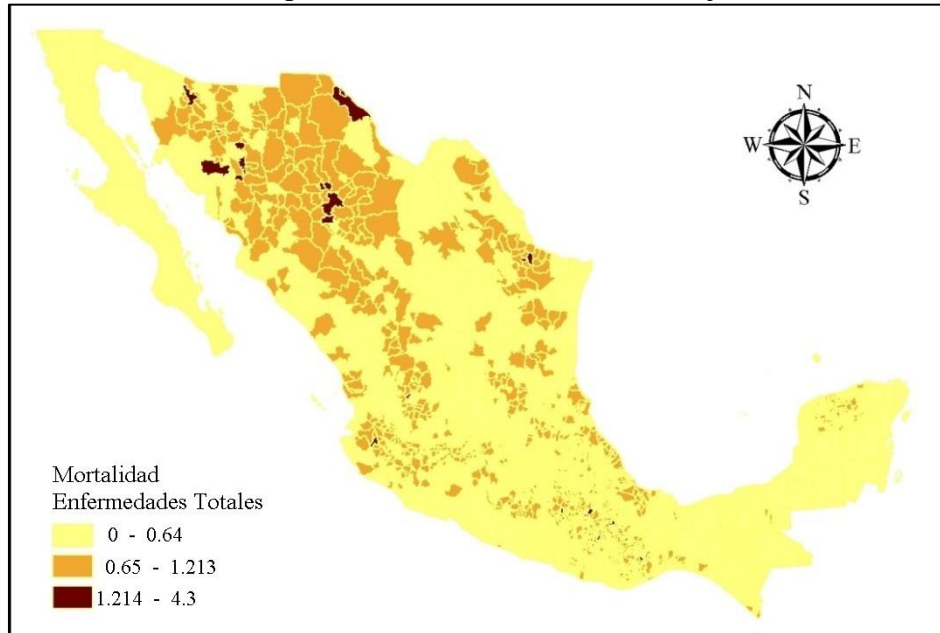 N
W E
S
Mortalidad
Enfermedades Totales
0 - 0.64
0.65 - 1.213
1.214 - 4.3